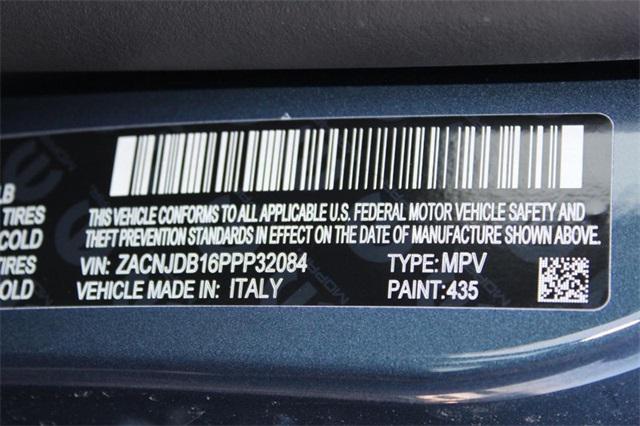 LB
TIRES
COLD
TIRES
OLD
THIS VEHICLE CONFORMS TO ALL APPLICABLE U.S. FEDERAL MOTOR VEHICLE SAFETY AND
THEFT PREVENTION STANDARDS IN EFFECT ON THE DATE OF MANUFACTURE SHOWN ABOVE.
VIN: ZACNJDB16PPP32084 TYPE: MPV
VEHICLE MADE IN: ITALY PAINT: 435
MOPAR